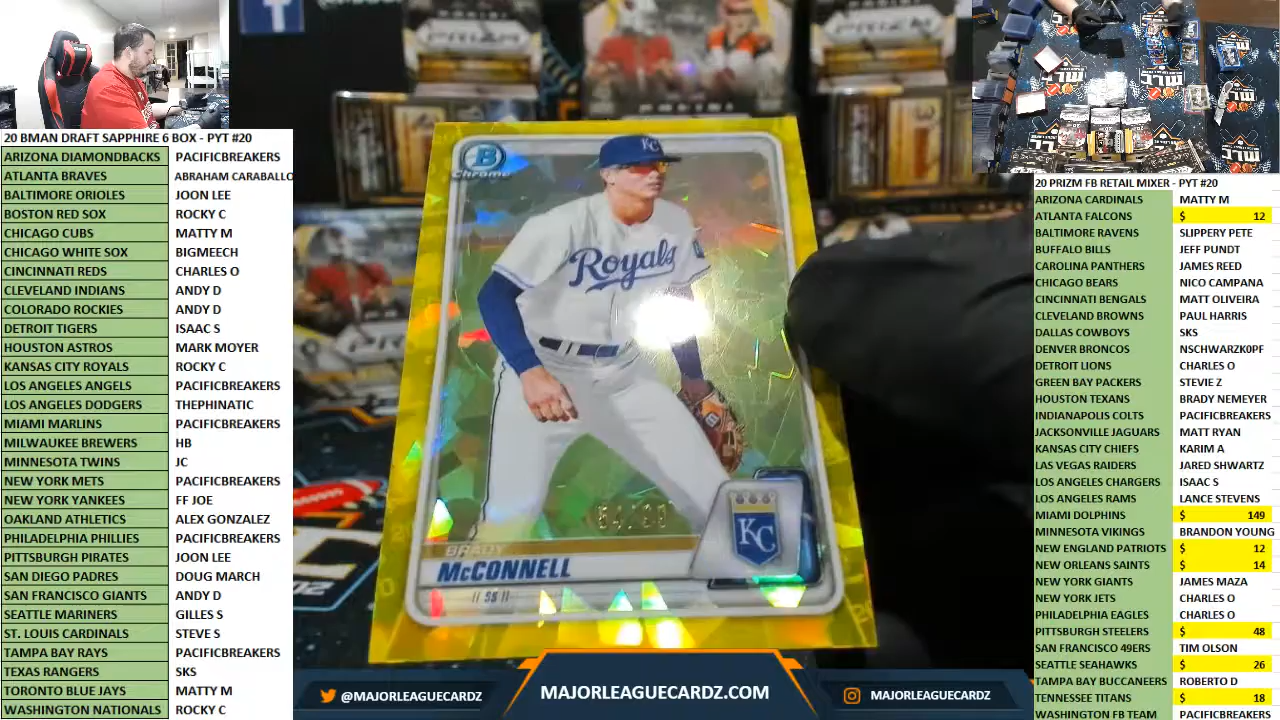 20 BMAN DRAFT SAPPHIRE 6 BOX - PYT #20
ARIZONA DIAMONDBACKS PACIFICBREAKERS
ATLANTA BRAVES ABRAHAM CARABALLO
BALTIMORE ORIOLES JOON LEE
BOSTON RED SOX ROCKY C
CHICAGO CUBS MATTY M
CHICAGO WHITE SOX BIGMEECH
CINCINNATI REDS CHARLES O
CLEVELAND INDIANS ANDY D
COLORADO ROCKIES ANDY D
DETROIT TIGERS ISAAC S
HOUSTON ASTROS MARK MOYER
KANSAS CITY ROYALS ROCKY C
LOS ANGELES ANGELS PACIFICBREAKERS
LOS ANGELES DODGERS THEPHINATIC
MIAMI MARLINS PACIFICBREAKERS
MILWAUKEE BREWERS HB
MINNESOTA TWINS JC
NEW YORK METS PACIFICBREAKERS
NEW YORK YANKEES FF JOE
OAKLAND ATHLETICS ALEX GONZALEZ
PHILADELPHIA PHILLIES PACIFICBREAKERS
PITTSBURGH PIRATES JOON LEE
SAN DIEGO PADRES DOUG MARCH
SAN FRANCISCO GIANTS ANDY D
SEATTLE MARINERS GILLES S
ST. LOUIS CARDINALS STEVE S
TAMPA BAY RAYS PACIFICBREAKERS
TEXAS RANGERS SKS
TORONTO BLUE JAYS MATTY M
WASHINGTON NATIONALS ROCKY C
PRIZM
B
Chrome
KC
Royals
KC
BRADY
McCONNELL
// SS //
@MAJORLEAGUECARDZ
MAJORLEAGUECARDZ.COM
MAJORLEAGUECARDZ
20 PRIZM FB RETAIL MIXER - PYT #20
ARIZONA CARDINALS MATTY M
ATLANTA FALCONS $ 12
BALTIMORE RAVENS SLIPPERY PETE
BUFFALO BILLS JEFF PUNDT
CAROLINA PANTHERS JAMES REED
CHICAGO BEARS NICO CAMPANA
CINCINNATI BENGALS MATT OLIVEIRA
CLEVELAND BROWNS PAUL HARRIS
DALLAS COWBOYS SKS
DENVER BRONCOS NSCHWARZK0PF
DETROIT LIONS CHARLES O
GREEN BAY PACKERS STEVIE Z
HOUSTON TEXANS BRADY NEMEYER
INDIANAPOLIS COLTS PACIFICBREAKERS
JACKSONVILLE JAGUARS MATT RYAN
KANSAS CITY CHIEFS KARIM A
LAS VEGAS RAIDERS JARED SHWARTZ
LOS ANGELES CHARGERS ISAAC S
LOS ANGELES RAMS LANCE STEVENS
MIAMI DOLPHINS $ 149
MINNESOTA VIKINGS BRANDON YOUNG
NEW ENGLAND PATRIOTS $ 12
NEW ORLEANS SAINTS $ 14
NEW YORK GIANTS JAMES MAZA
NEW YORK JETS CHARLES O
PHILADELPHIA EAGLES CHARLES O
PITTSBURGH STEELERS $ 48
SAN FRANCISCO 49ERS TIM OLSON
SEATTLE SEAHAWKS $ 26
TAMPA BAY BUCCANEERS ROBERTO D
TENNESSEE TITANS $ 18
WASHINGTON FB TEAM PACIFICBREAKERS